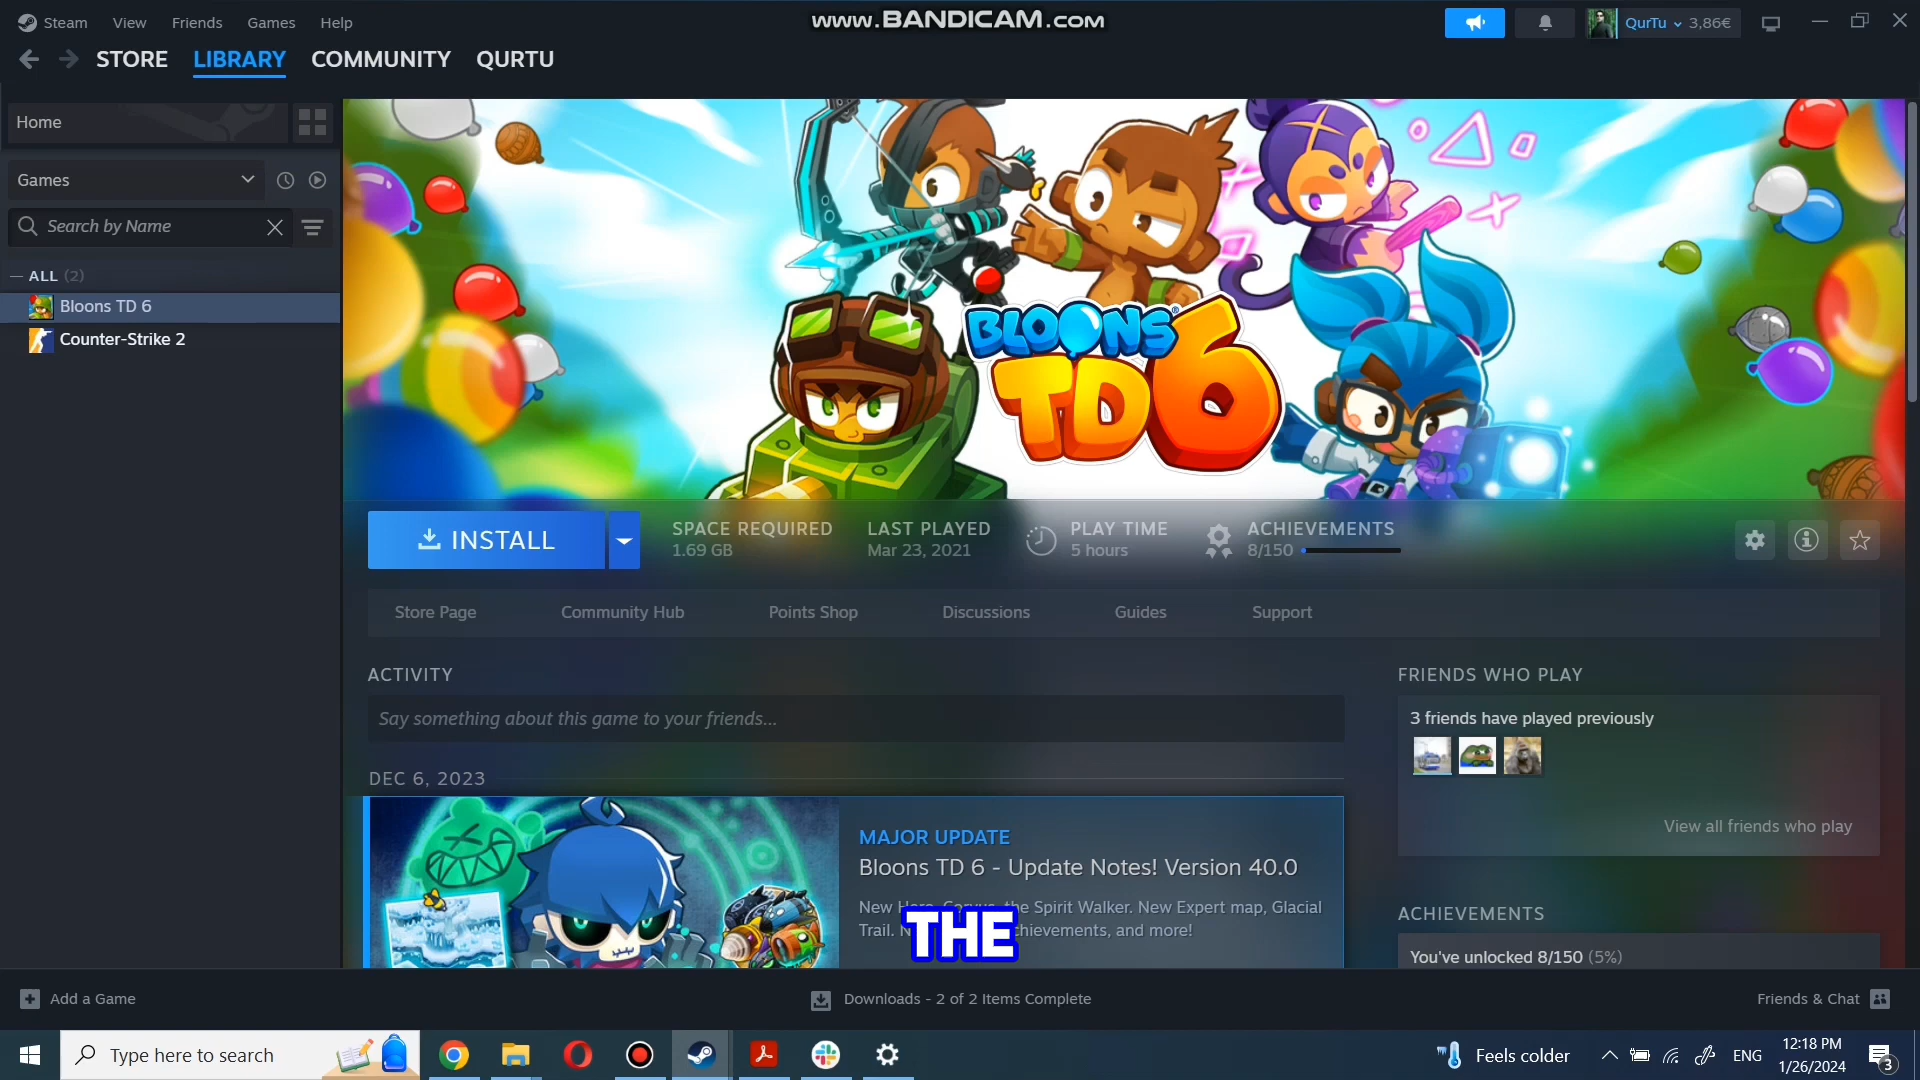 Steam View Friends Games Help
www.BANDICAM.com
QurTu 3,86€
STORE LIBRARY COMMUNITY QURTU
Home
Games
Search by Name
— ALL (2)
Bloons TD 6
Counter-Strike 2
BLOONS
TD6
INSTALL
SPACE REQUIRED
1.69 GB
LAST PLAYED
Mar 23, 2021
PLAY TIME
5 hours
ACHIEVEMENTS
8/150
Store Page Community Hub Points Shop Discussions Guides Support
ACTIVITY
Say something about this game to your friends...
DEC 6, 2023
MAJOR UPDATE
Bloons TD 6 - Update Notes! Version 40.0
New the Spirit Walker. New Expert map, Glacial
Trail. chievements, and more!
THE
FRIENDS WHO PLAY
3 friends have played previously
View all friends who play
ACHIEVEMENTS
You've unlocked 8/150 (5%)
Add a Game
Downloads - 2 of 2 Items Complete
Friends & Chat
Type here to search
Feels colder
ENG
12:18 PM
1/26/2024
3